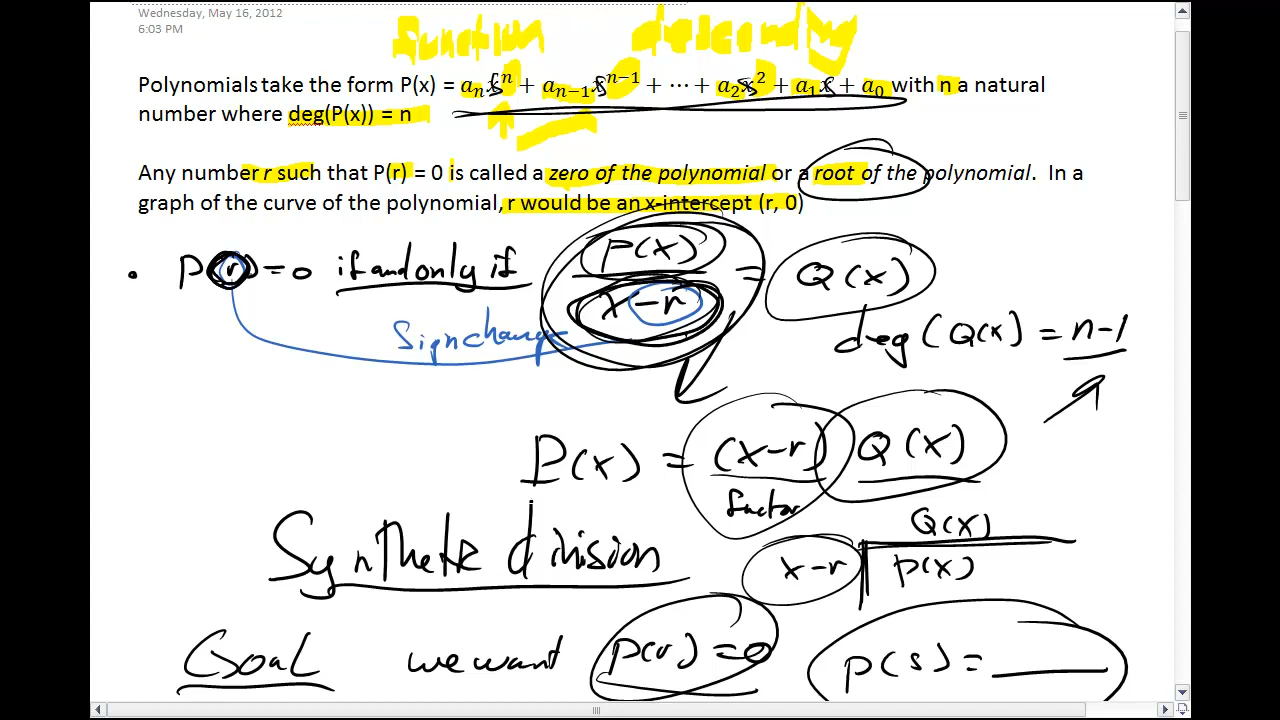 Wednesday, May 16, 2012
6:03 PM
function descending
Polynomials take the form P(x) = aₙxⁿ + aₙ₋₁xⁿ⁻¹ + ⋯ + a₂x² + a₁x + a₀ with n a natural
number where deg(P(x)) = n
Any number r such that P(r) = 0 is called a zero of the polynomial or a root of the polynomial. In a
graph of the curve of the polynomial, r would be an x-intercept (r, 0)
• P(r) = 0 if and only if P(x) / x - r = Q(x)
Sign change
deg(Q(x)) = n-1
P(x) = (x-r) Q(x)
factor
Synthetic division
Q(x)
x-r P(x)
Goal we want P(r) = 0 P(s) = ____